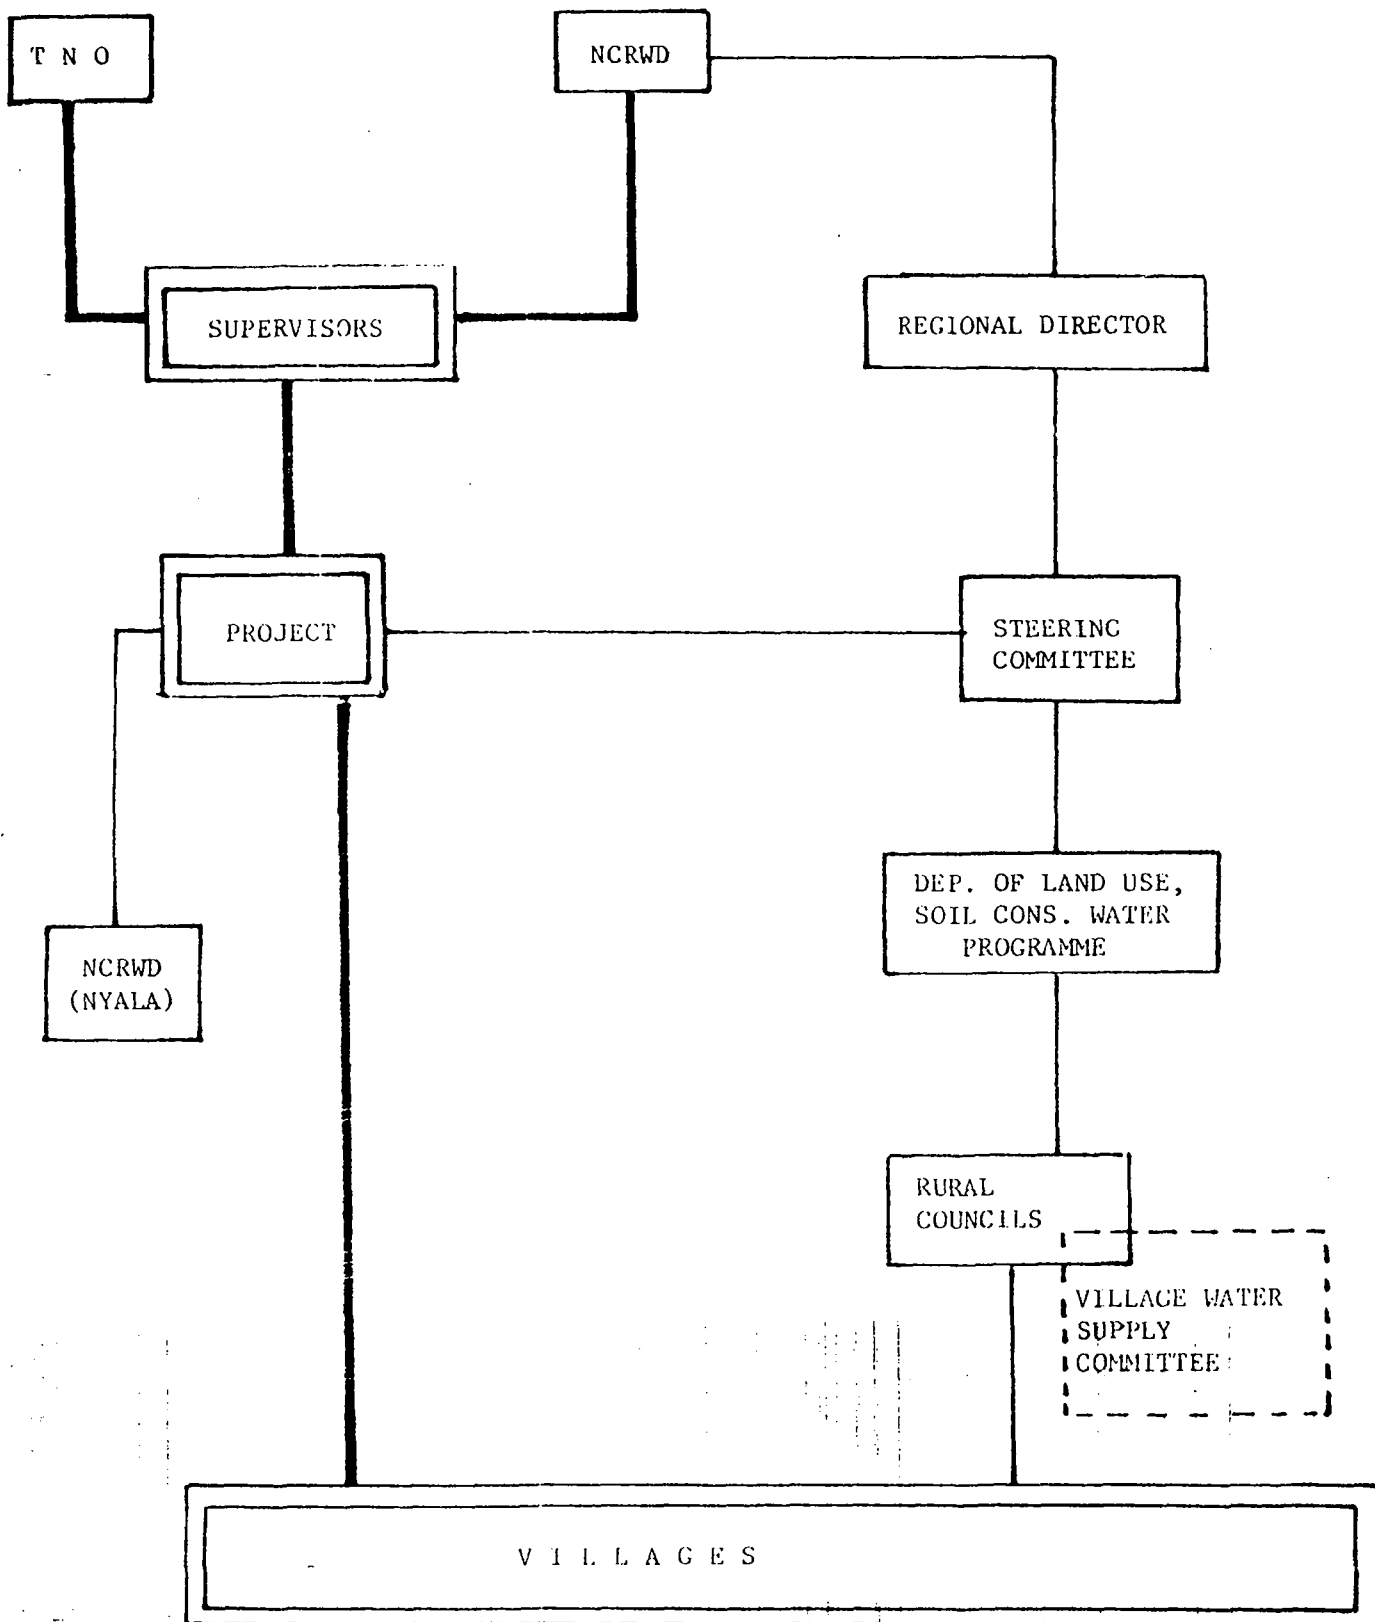 T N O
NCRWD
SUPERVISORS
REGIONAL DIRECTOR
PROJECT
STEERING
COMMITTEE
DEP. OF LAND USE,
SOIL CONS. WATER
PROGRAMME
NCRWD
(NYALA)
RURAL
COUNCILS
VILLAGE WATER
SUPPLY
COMMITTEE
V I L L A G E S